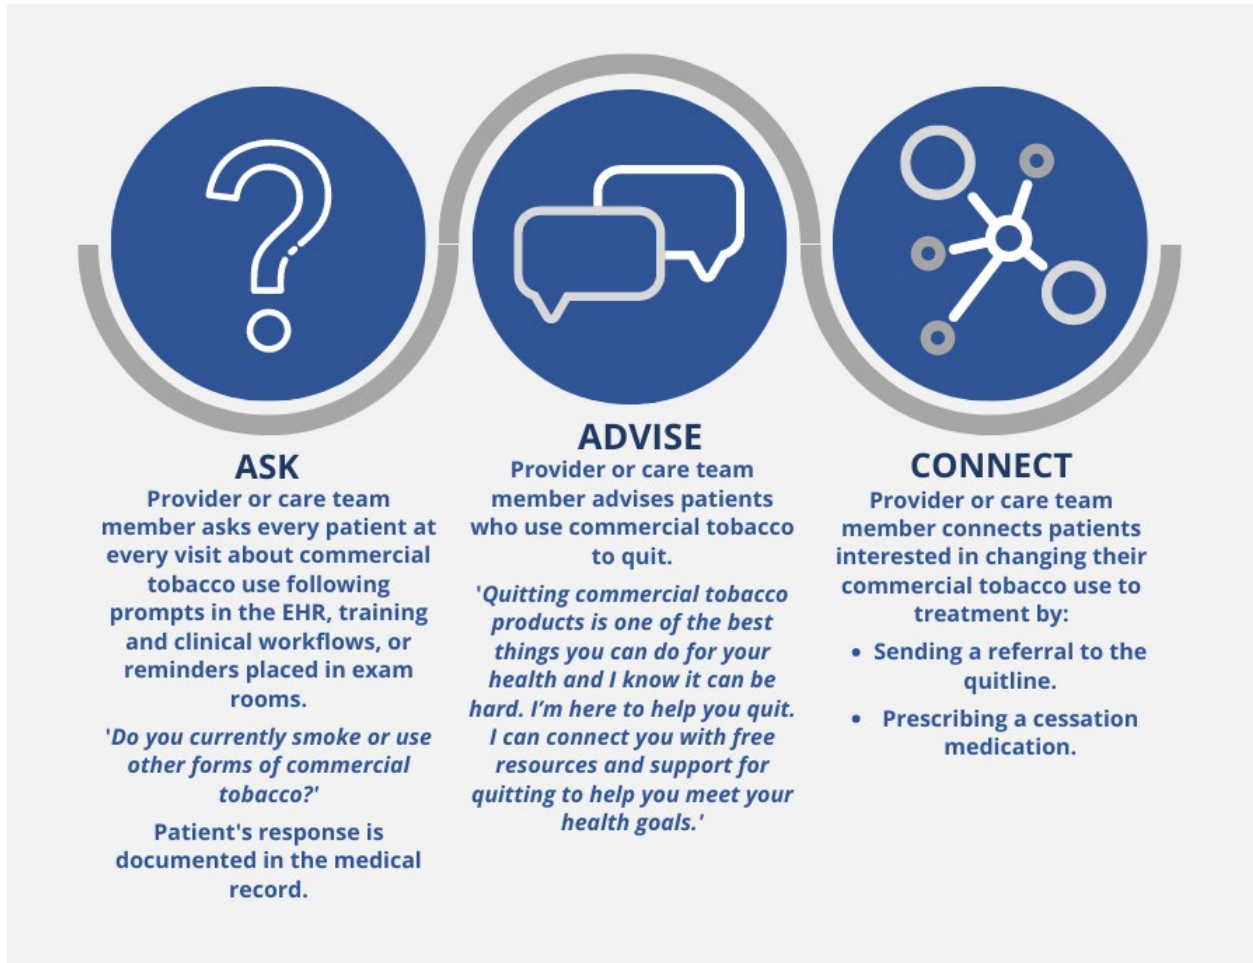 ASK
Provider or care team
member asks every patient at
every visit about commercial
tobacco use following
prompts in the EHR, training
and clinical workflows, or
reminders placed in exam
rooms.
'Do you currently smoke or use
other forms of commercial
tobacco?'
Patient's response is
documented in the medical
record.
ADVISE
Provider or care team
member advises patients
who use commercial tobacco
to quit.
'Quitting commercial tobacco
products is one of the best
things you can do for your
health and I know it can be
hard. I’m here to help you quit.
I can connect you with free
resources and support for
quitting to help you meet your
health goals.'
CONNECT
Provider or care team
member connects patients
interested in changing their
commercial tobacco use to
treatment by:
• Sending a referral to the
quitline.
• Prescribing a cessation
medication.